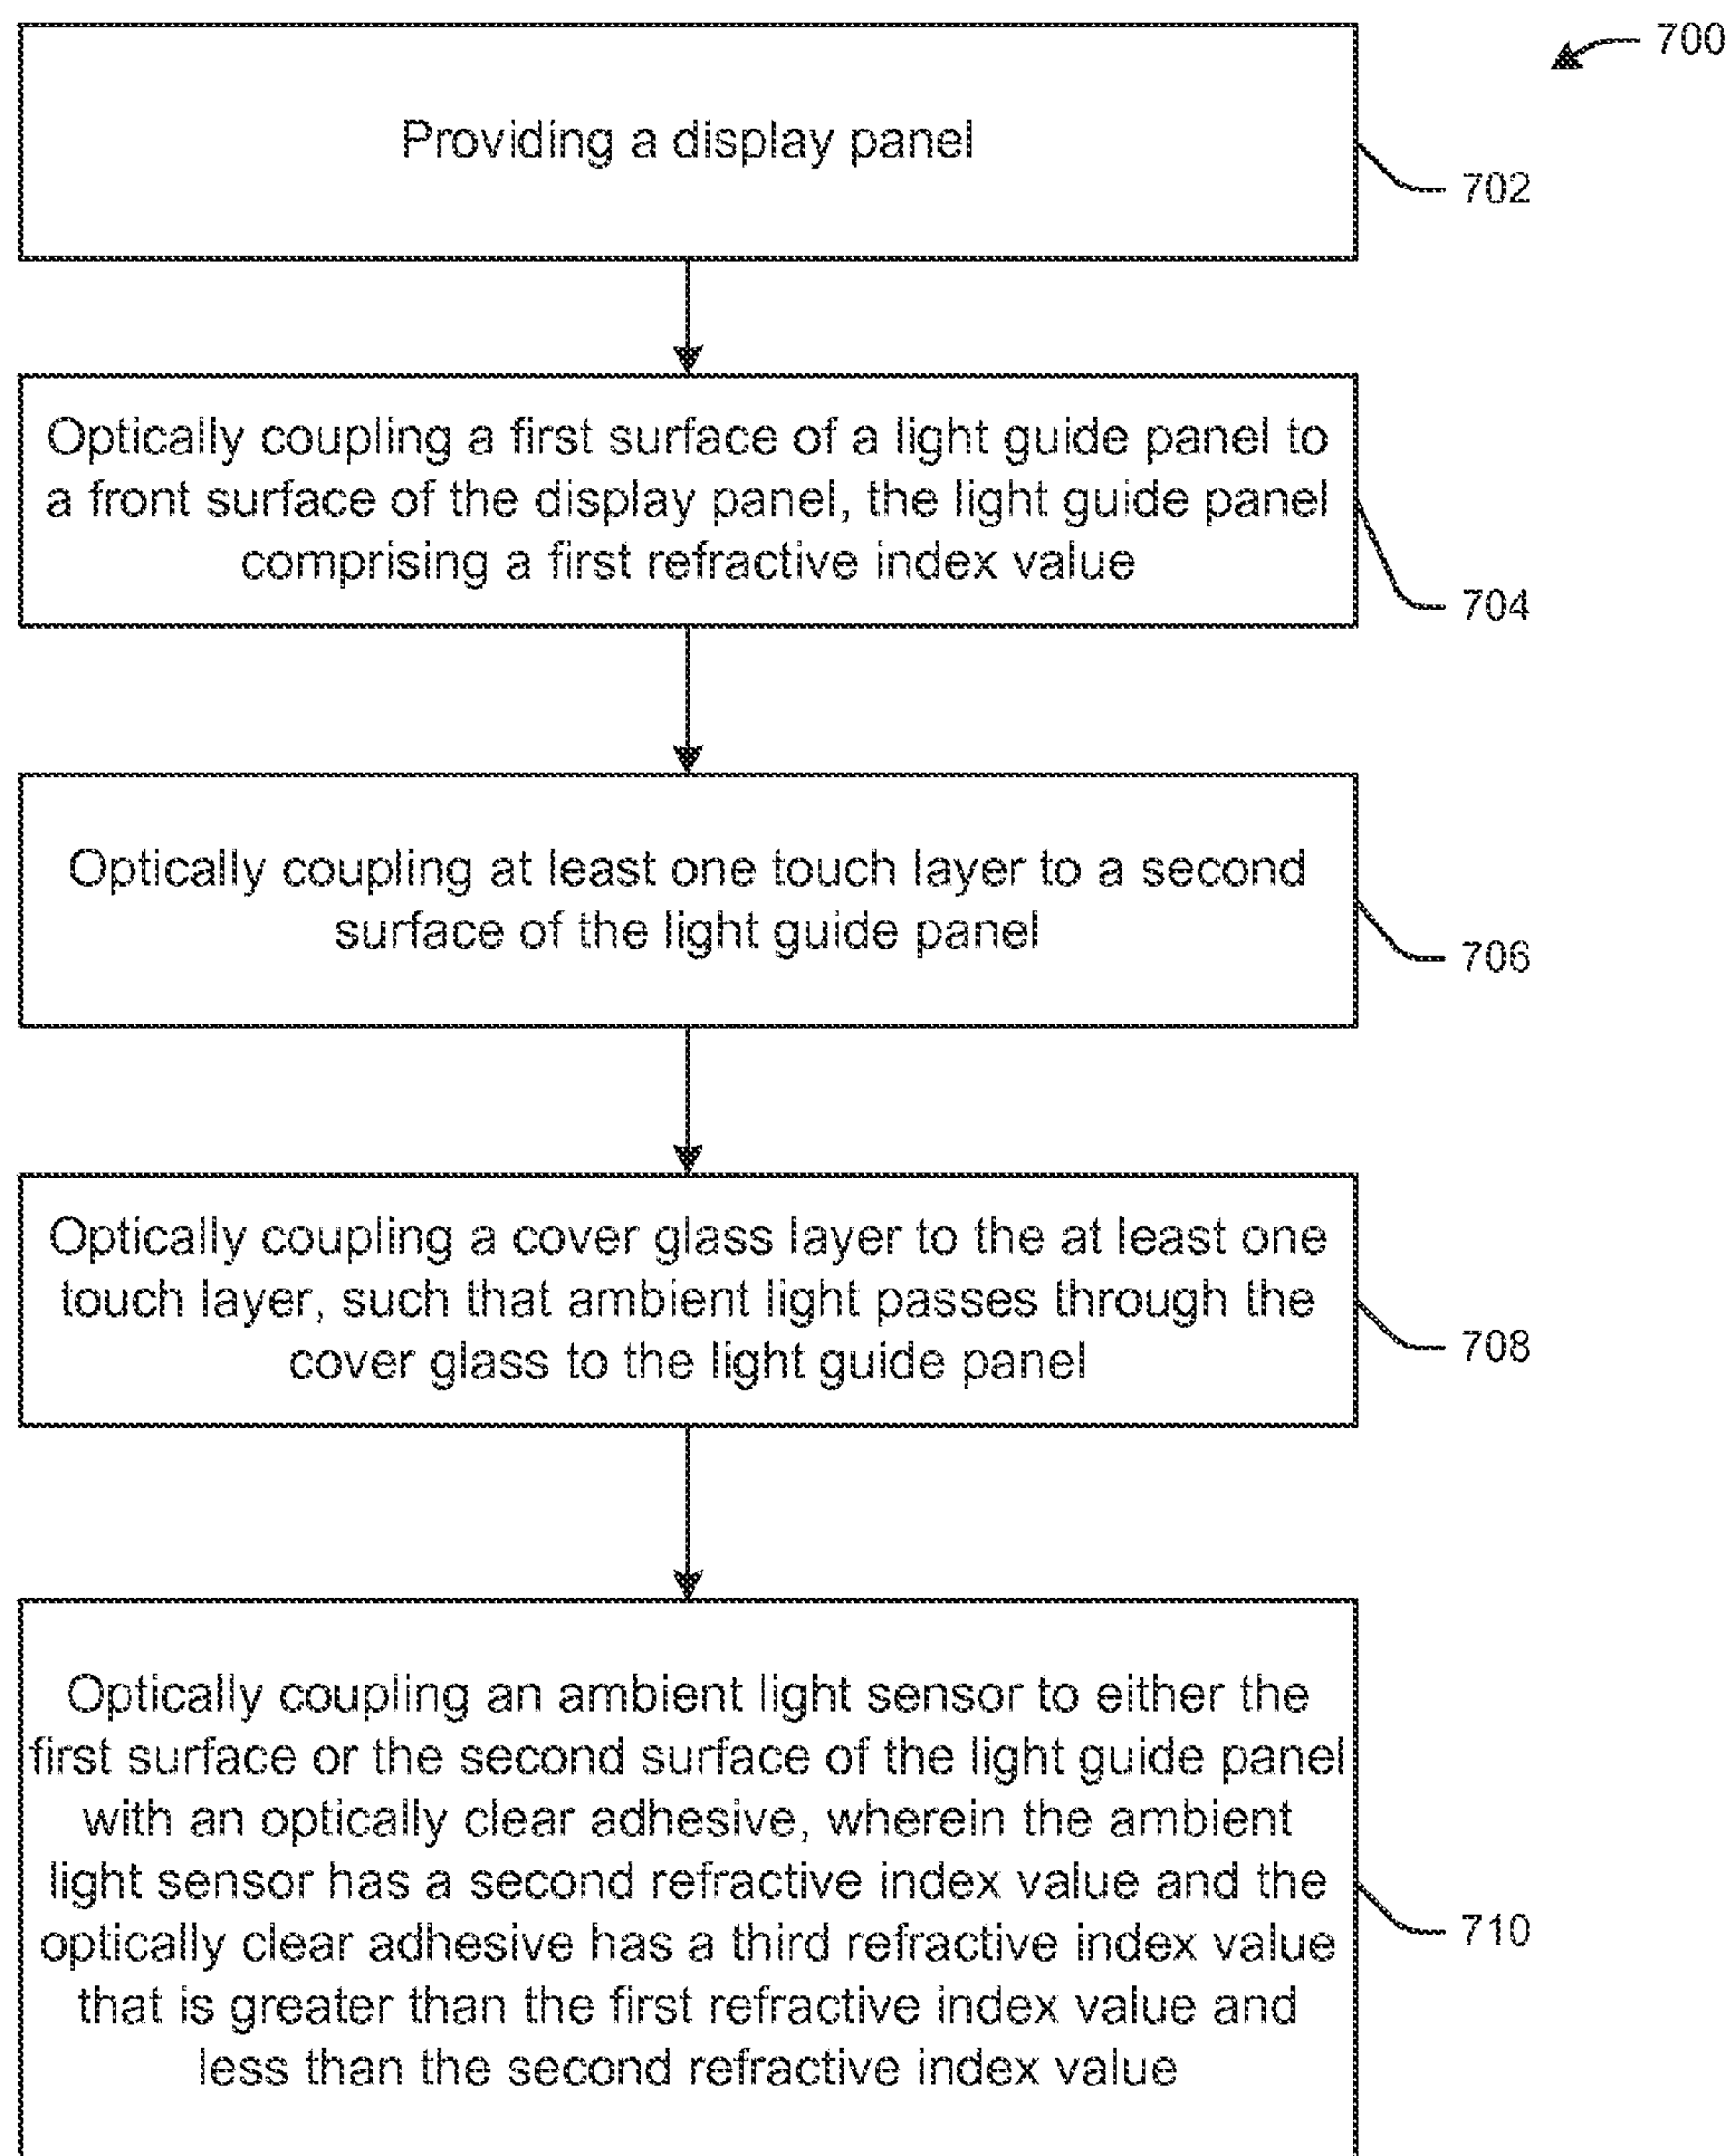 700
Providing a display panel
702
Optically coupling a first surface of a light guide panel to
a front surface of the display panel, the light guide panel
comprising a first refractive index value
704
Optically coupling at least one touch layer to a second
surface of the light guide panel
706
Optically coupling a cover glass layer to the at least one
touch layer, such that ambient light passes through the
cover glass to the light guide panel
708
Optically coupling an ambient light sensor to either the
first surface or the second surface of the light guide panel
with an optically clear adhesive, wherein the ambient
light sensor has a second refractive index value and the
optically clear adhesive has a third refractive index value
that is greater than the first refractive index value and
less than the second refractive index value
710